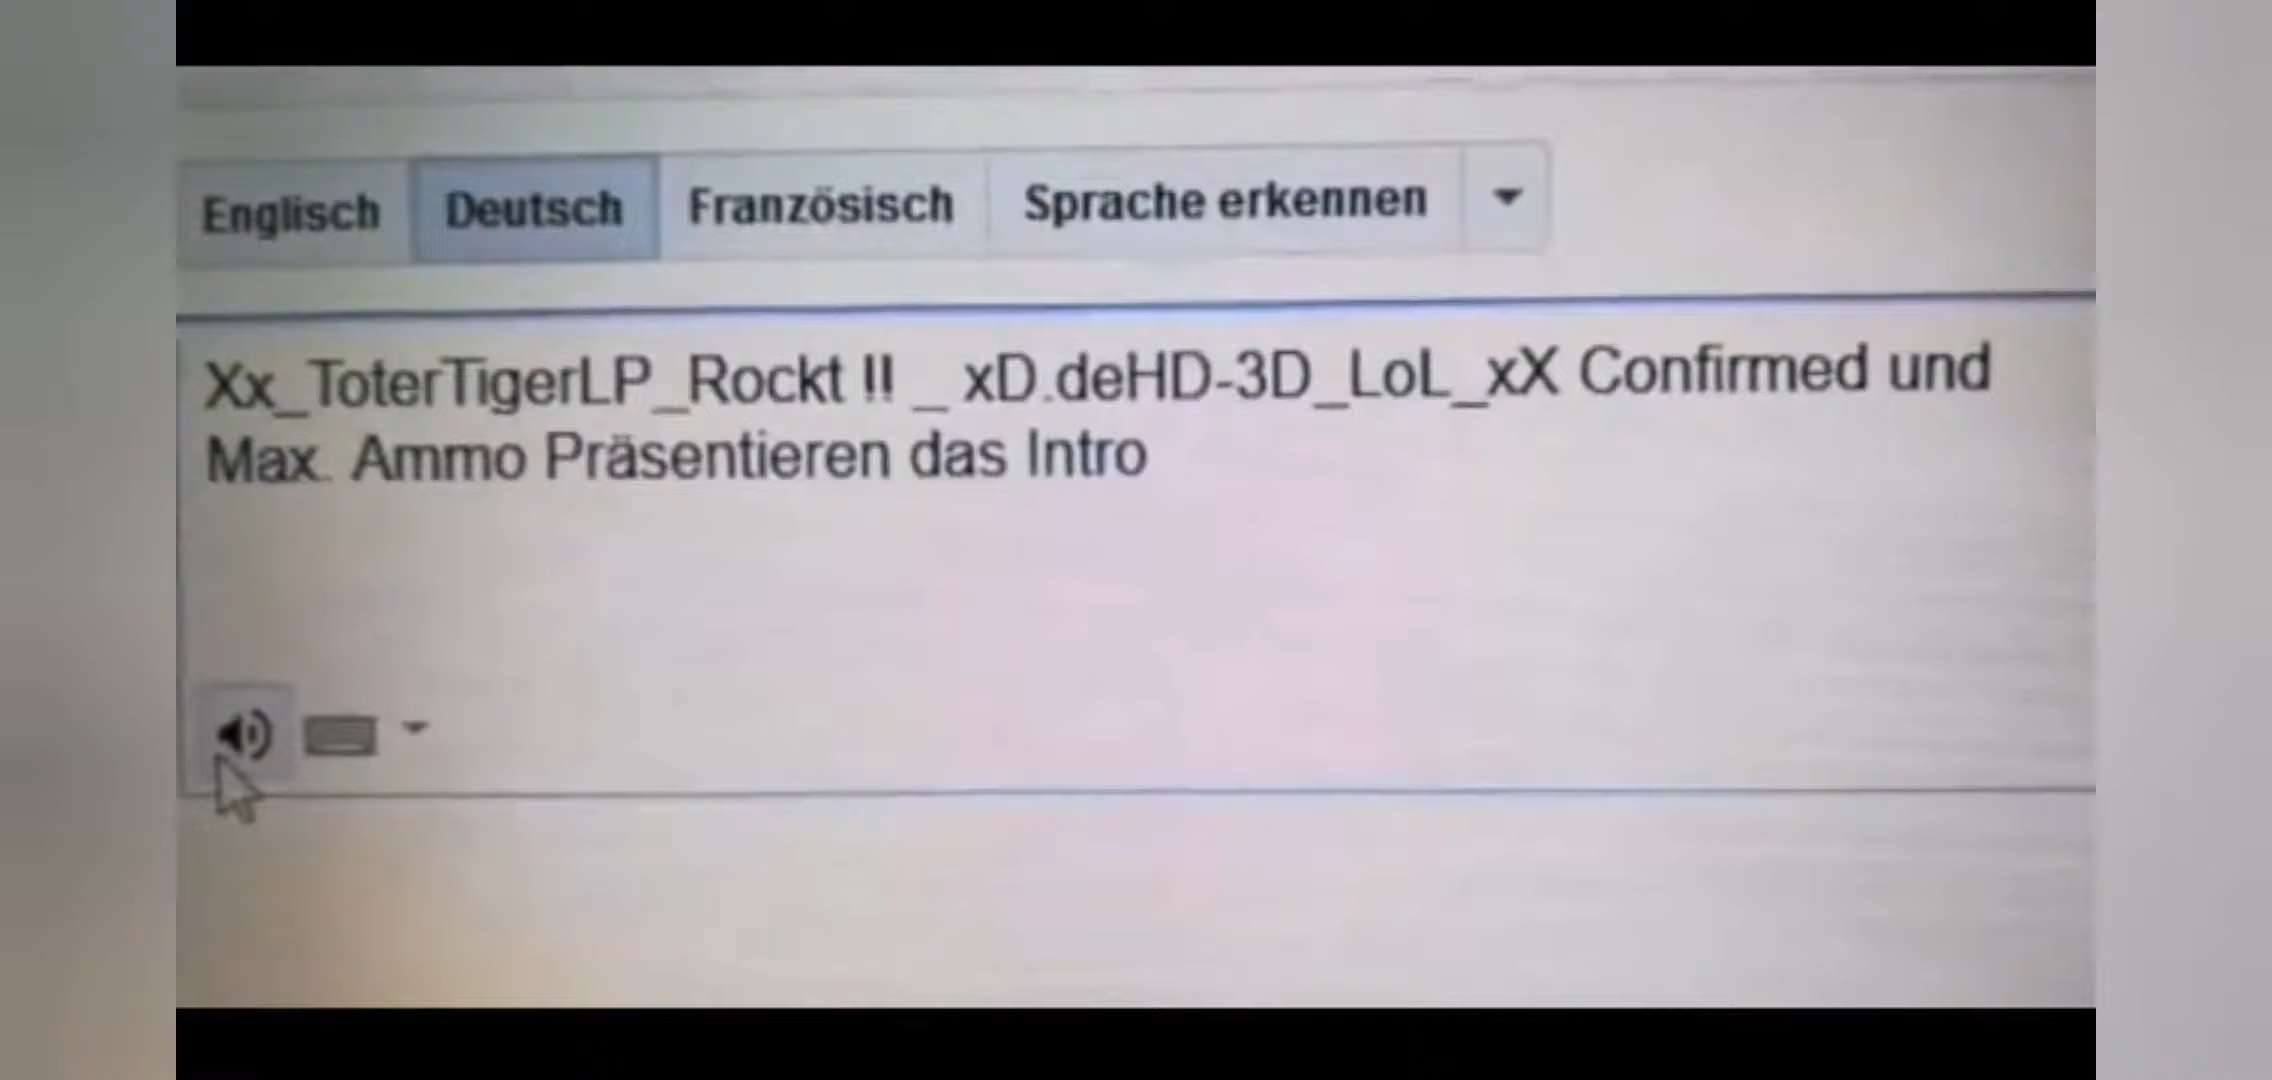 Englisch Deutsch Französisch Sprache erkennen
Xx_ToterTigerLP_Rockt !! _ xD.deHD-3D_LoL_xX Confirmed und
Max. Ammo Präsentieren das Intro